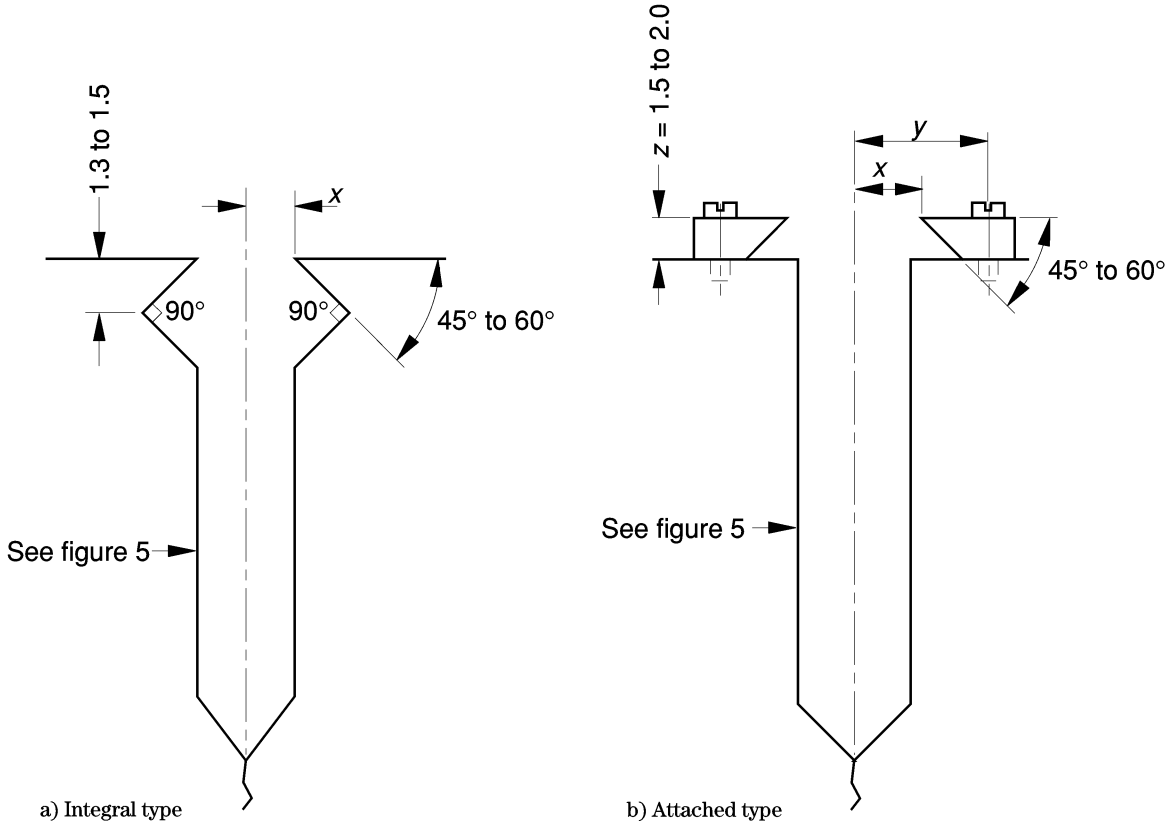 1.3 to 1.5
x
90°
90°
45° to 60°
See figure 5
a) Integral type
z = 1.5 to 2.0
y
x
45° to 60°
See figure 5
b) Attached type